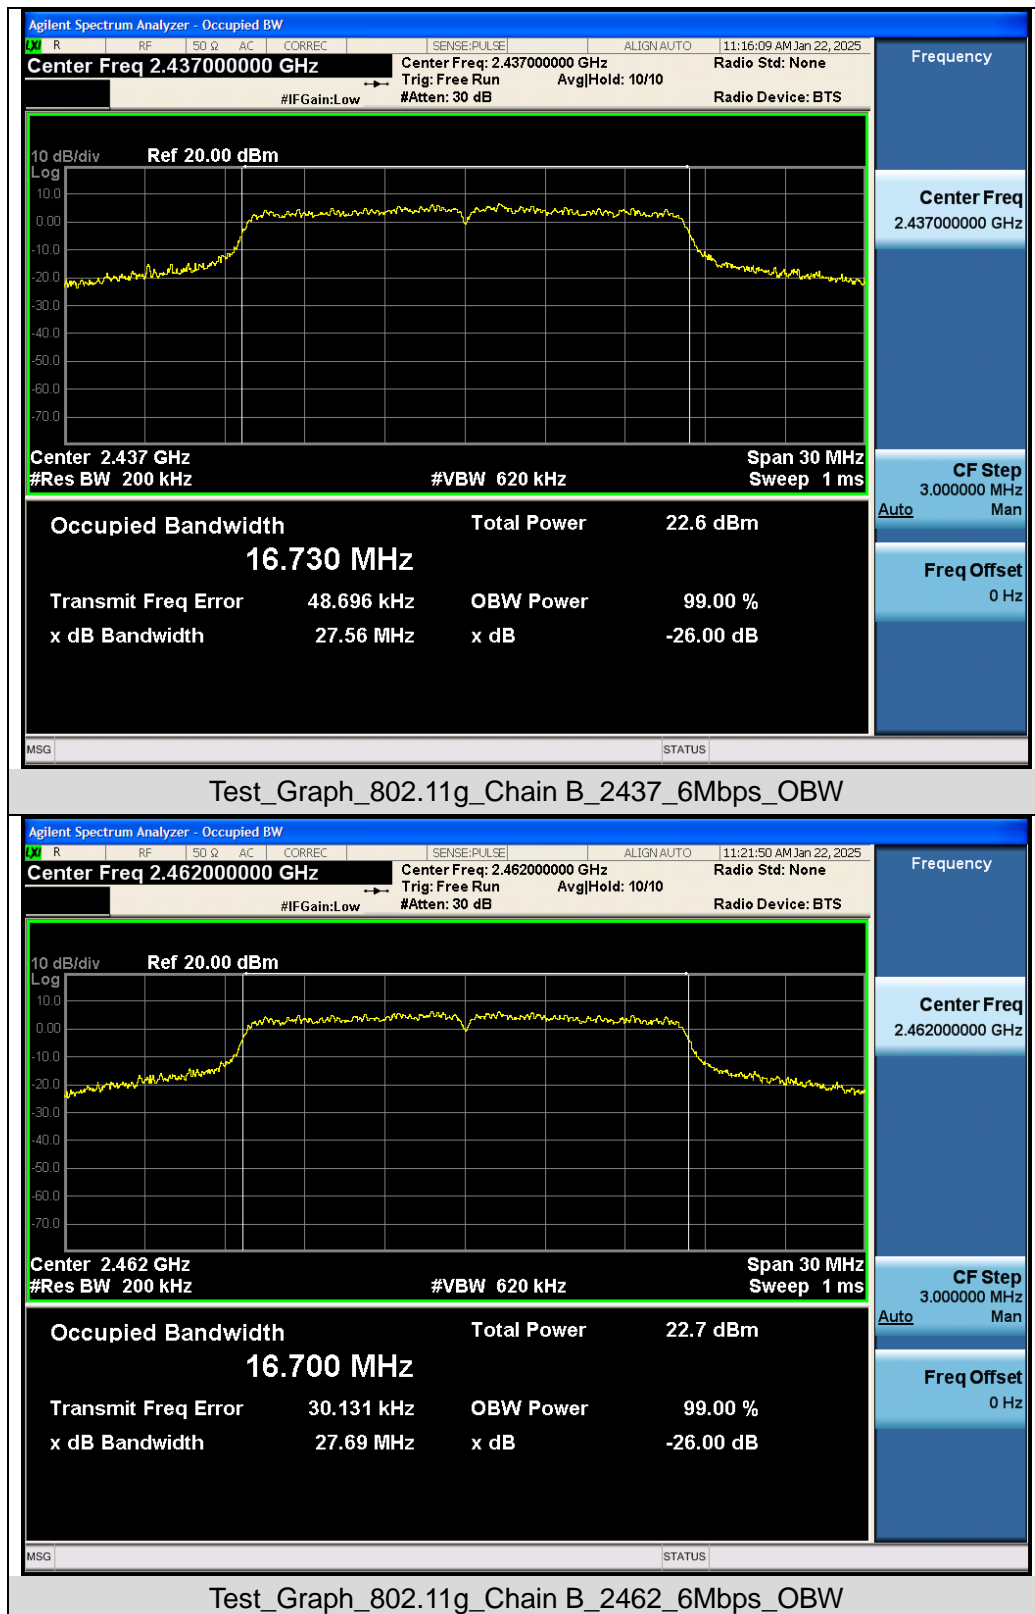 Agilent Spectrum Analyzer - Occupied BW
LXI R RF 50 Ω AC CORREC SENSE:PULSE ALIGN AUTO 11:16:09 AM Jan 22, 2025
Center Freq 2.437000000 GHz
Center Freq: 2.437000000 GHz Radio Std: None
Trig: Free Run Avg|Hold: 10/10
#IFGain:Low #Atten: 30 dB Radio Device: BTS
Frequency
10 dB/div Ref 20.00 dBm
Log
10.0
0.00
-10.0
-20.0
-30.0
-40.0
-50.0
-60.0
-70.0
Center 2.437 GHz Span 30 MHz
#Res BW 200 kHz #VBW 620 kHz Sweep 1 ms
Center Freq
2.437000000 GHz
CF Step
3.000000 MHz
Auto Man
Freq Offset
0 Hz
Occupied Bandwidth Total Power 22.6 dBm
16.730 MHz
Transmit Freq Error 48.696 kHz OBW Power 99.00 %
x dB Bandwidth 27.56 MHz x dB -26.00 dB
MSG STATUS
Test_Graph_802.11g_Chain B_2437_6Mbps_OBW
Agilent Spectrum Analyzer - Occupied BW
LXI R RF 50 Ω AC CORREC SENSE:PULSE ALIGN AUTO 11:21:50 AM Jan 22, 2025
Center Freq 2.462000000 GHz
Center Freq: 2.462000000 GHz Radio Std: None
Trig: Free Run Avg|Hold: 10/10
#IFGain:Low #Atten: 30 dB Radio Device: BTS
Frequency
10 dB/div Ref 20.00 dBm
Log
10.0
0.00
-10.0
-20.0
-30.0
-40.0
-50.0
-60.0
-70.0
Center 2.462 GHz Span 30 MHz
#Res BW 200 kHz #VBW 620 kHz Sweep 1 ms
Center Freq
2.462000000 GHz
CF Step
3.000000 MHz
Auto Man
Freq Offset
0 Hz
Occupied Bandwidth Total Power 22.7 dBm
16.700 MHz
Transmit Freq Error 30.131 kHz OBW Power 99.00 %
x dB Bandwidth 27.69 MHz x dB -26.00 dB
MSG STATUS
Test_Graph_802.11g_Chain B_2462_6Mbps_OBW